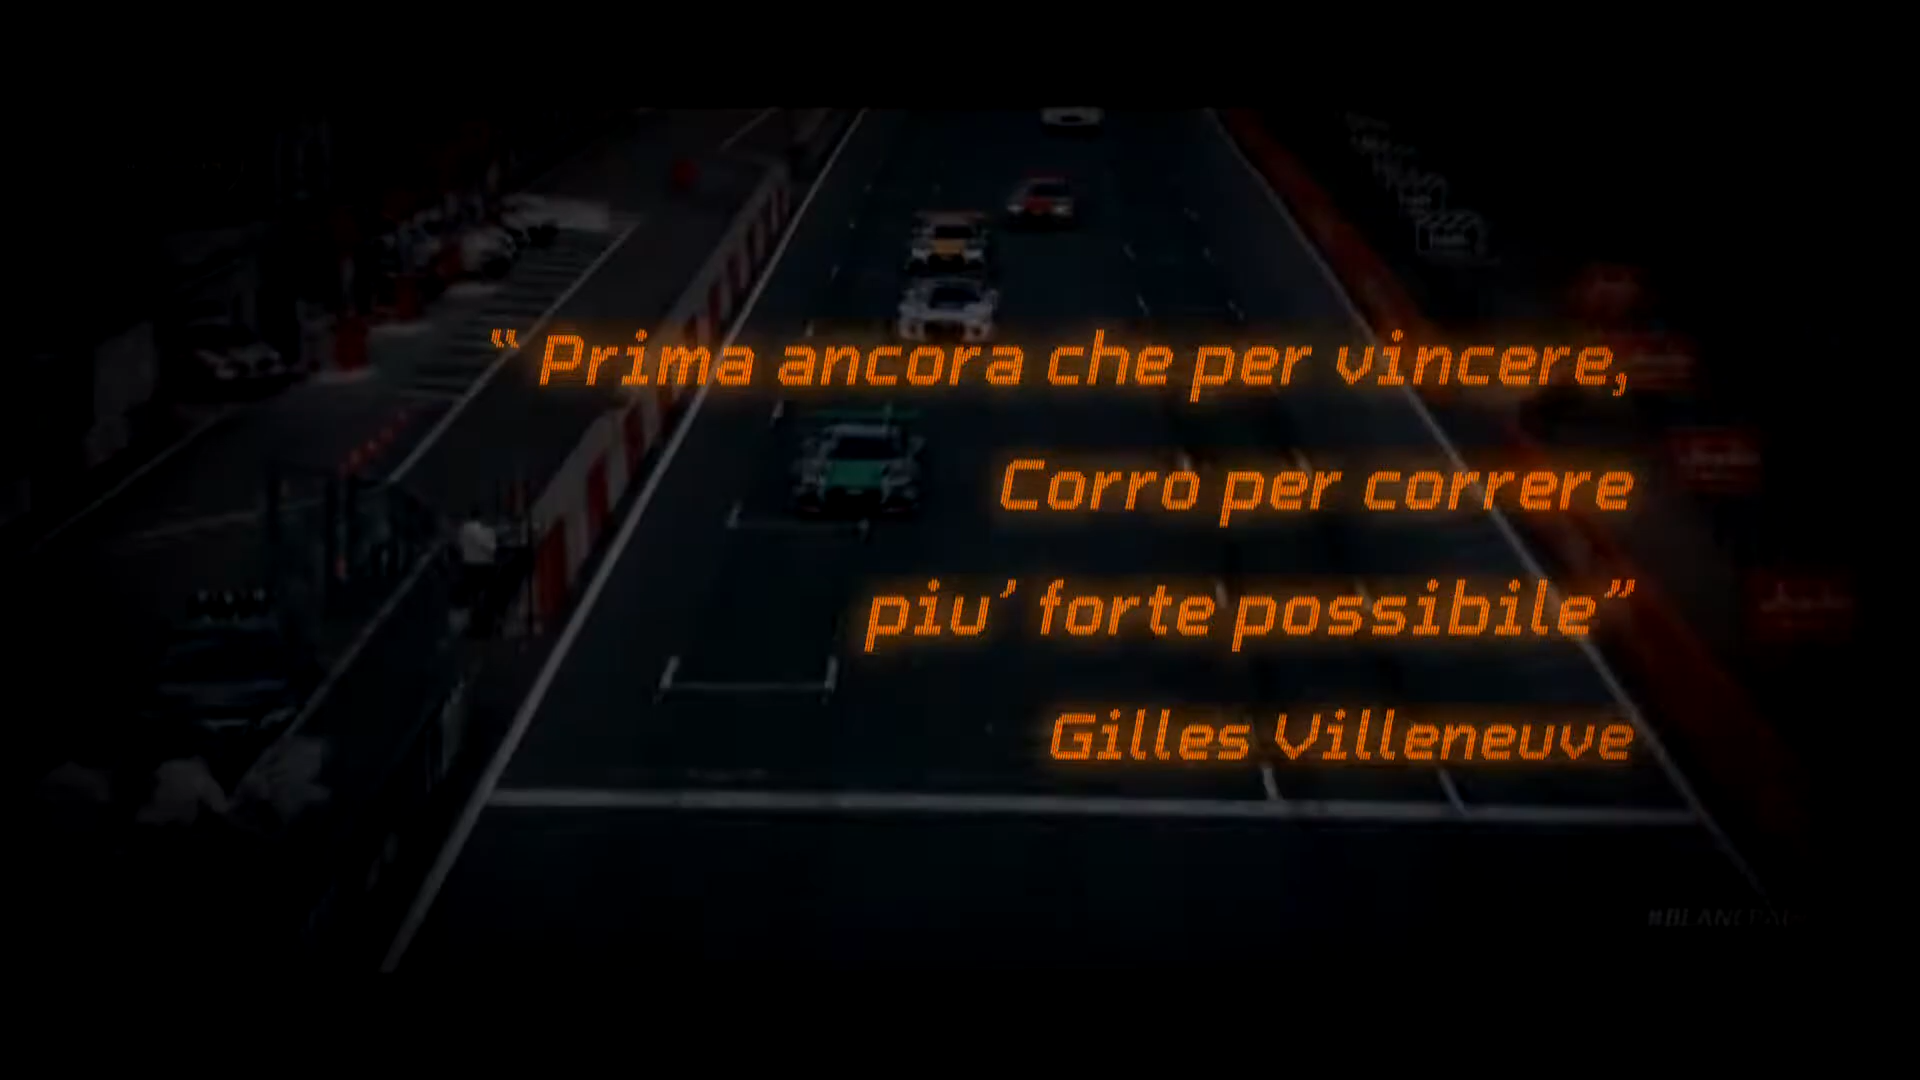 “ Prima ancora che per vincere,
Corro per correre
piu’ forte possibile”
Gilles Villeneuve